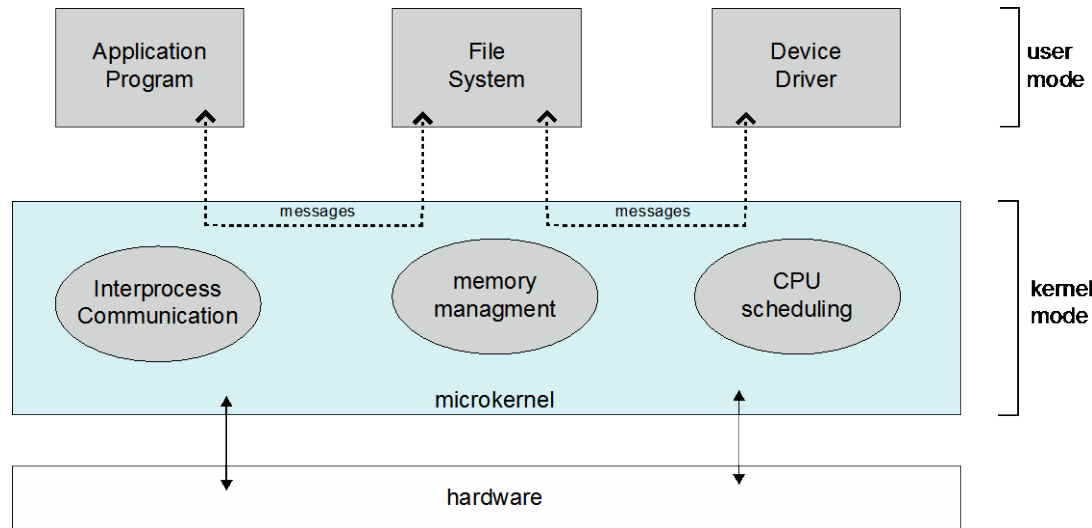 Application
Program
File
System
Device
Driver
user
mode
messages
messages
Interprocess
Communication
memory
managment
CPU
scheduling
kernel
mode
microkernel
hardware